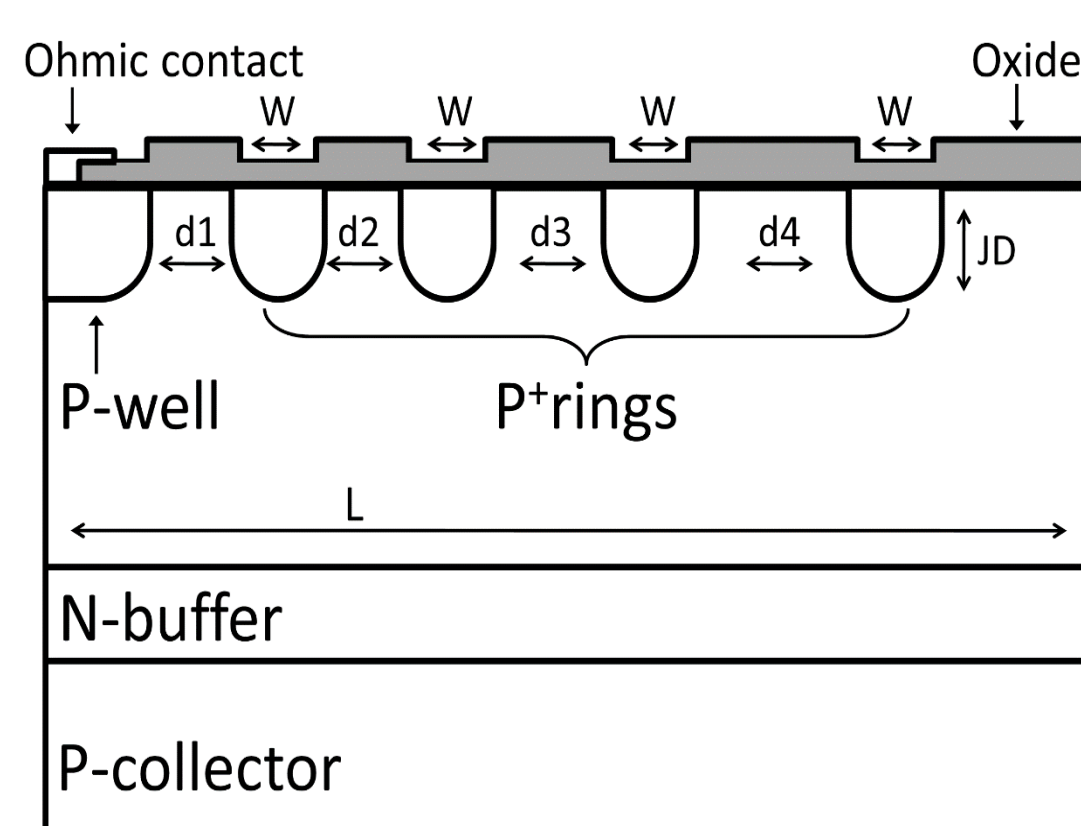 Ohmic contact
Oxide
W
W
W
W
d1
d2
d3
d4
JD
P-well
P⁺rings
L
N-buffer
P-collector